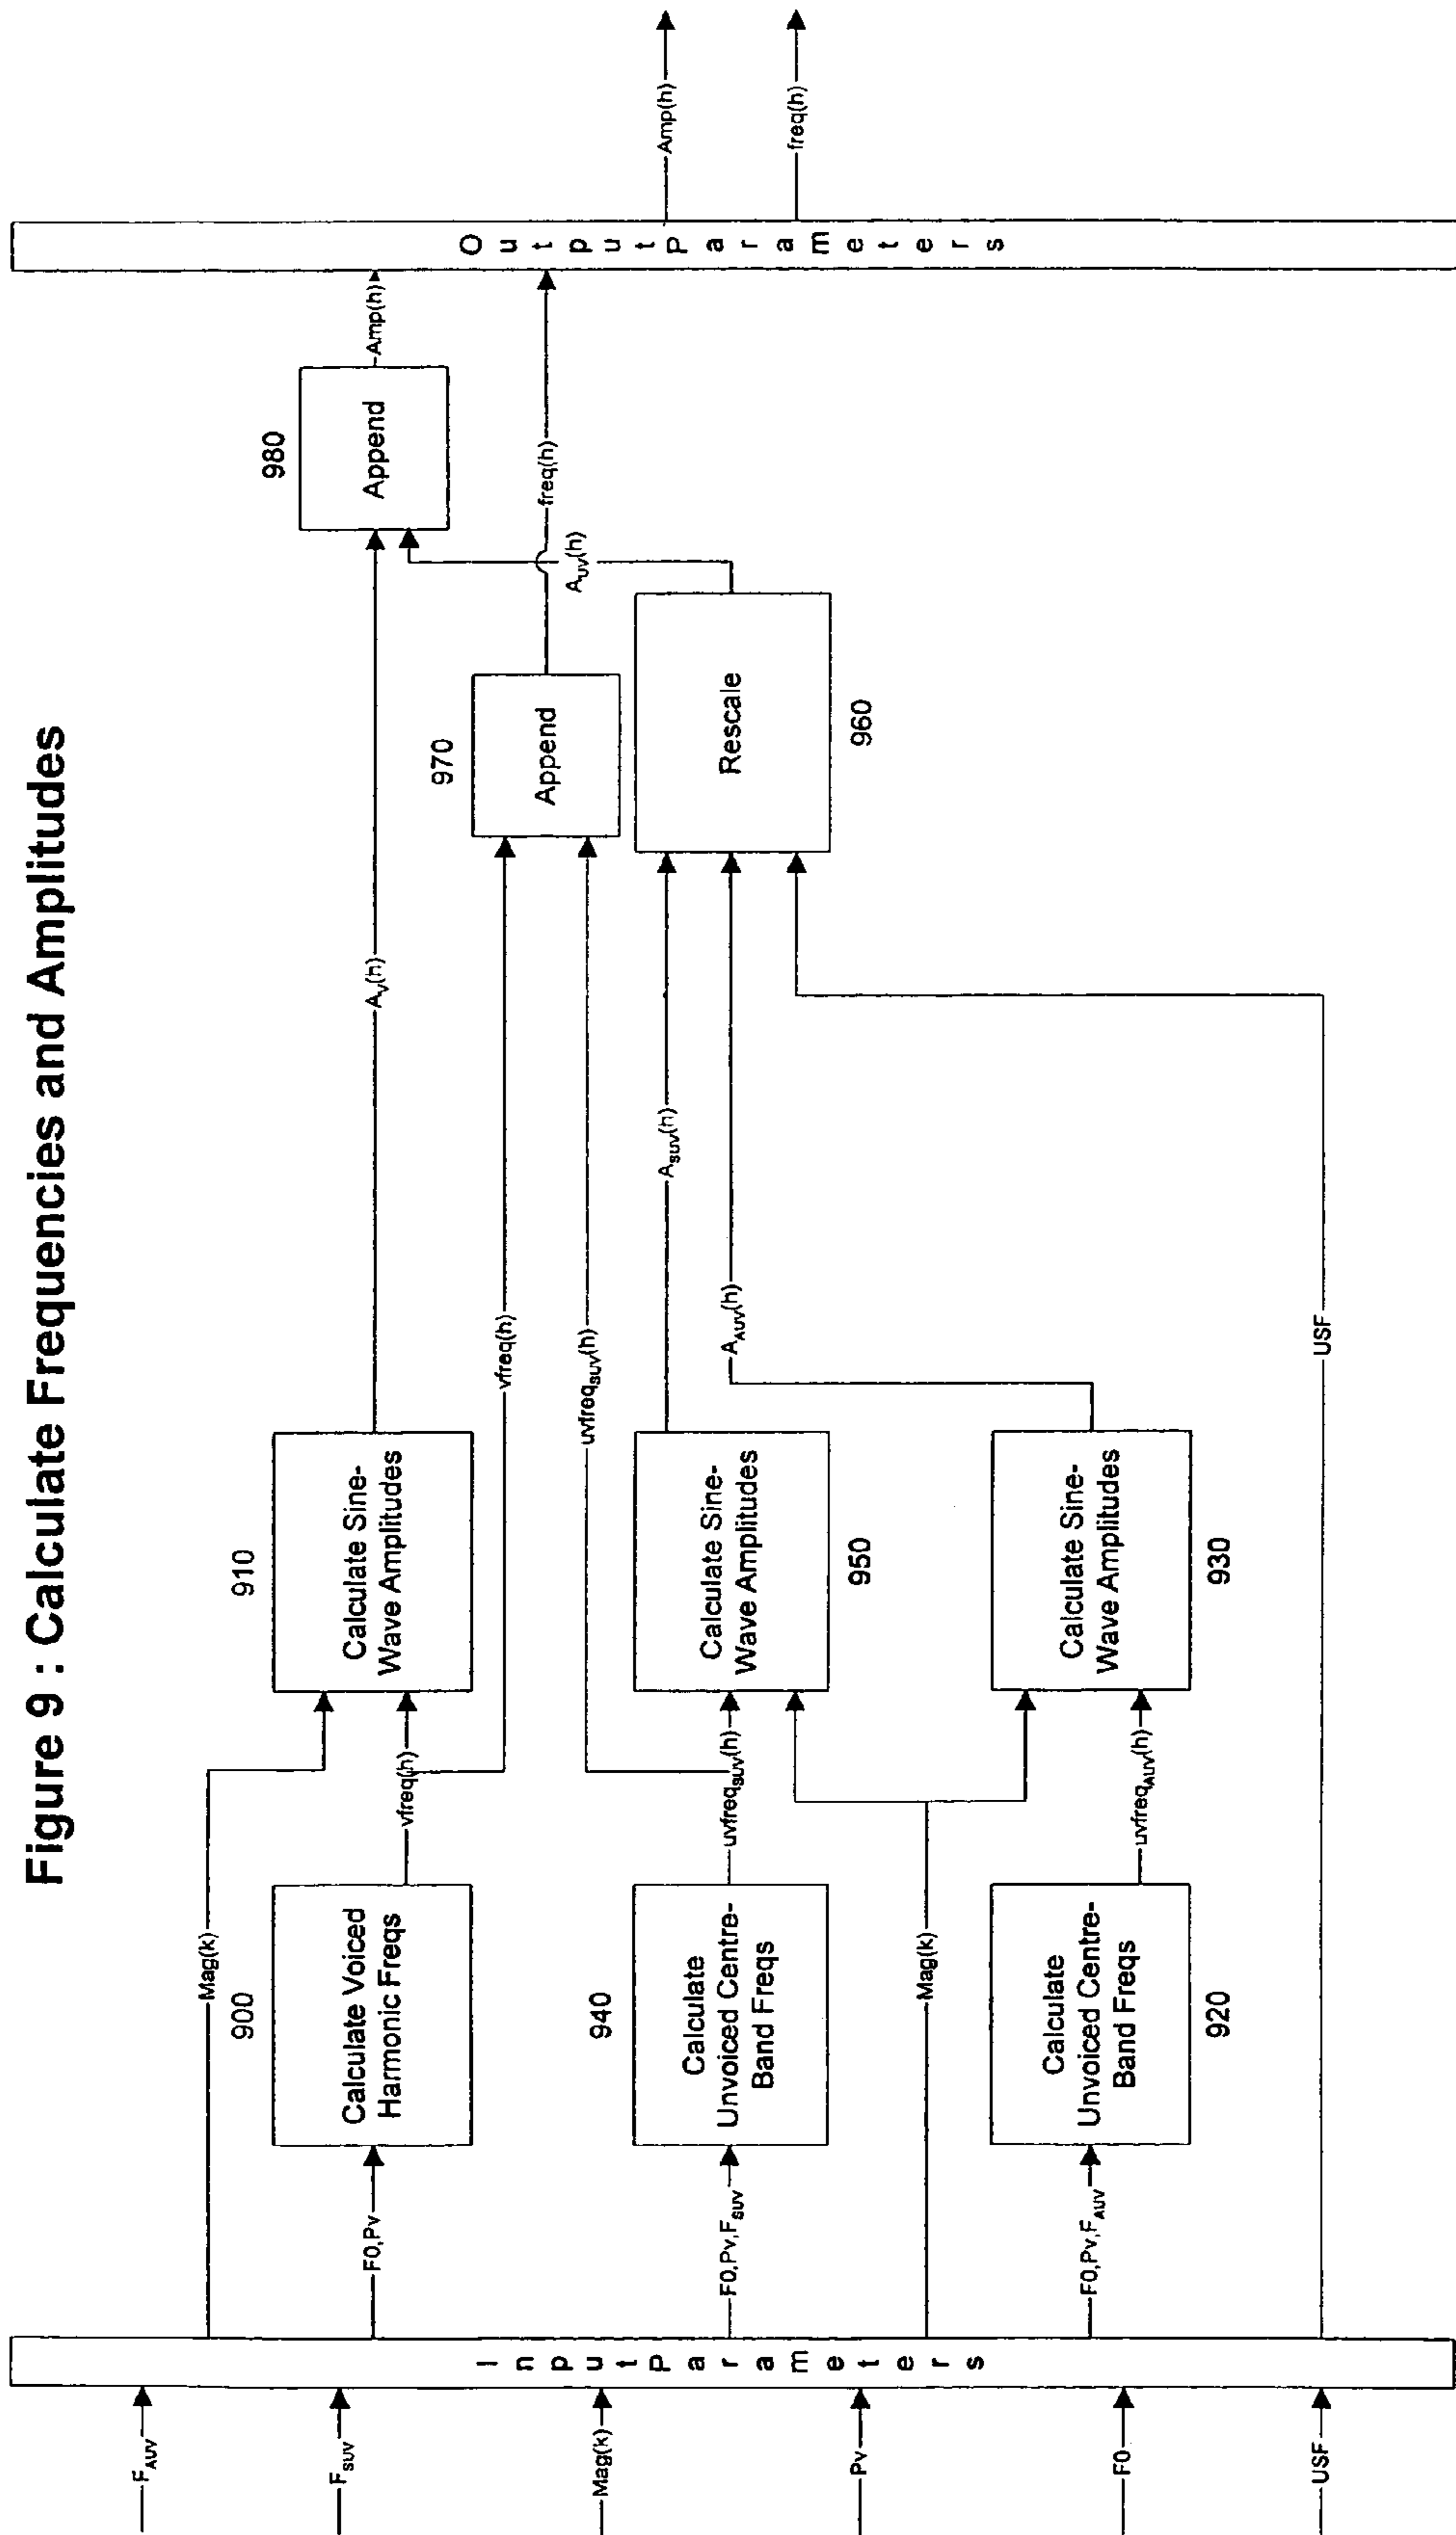 Figure 9 : Calculate Frequencies and Amplitudes
F_AUV
F_SUV
Mag(k)
Pv
F0
USF
Input Parameters
Mag(k)
F0,Pv
F0,Pv,F_SUV
Mag(k)
F0,Pv,F_AUV
USF
900
Calculate Voiced
Harmonic Freqs
940
Calculate
Unvoiced Centre-
Band Freqs
Calculate
Unvoiced Centre-
Band Freqs
920
vfreq(h)
uvfreq_SUV(h)
uvfreq_AUV(h)
910
Calculate Sine-
Wave Amplitudes
Calculate Sine-
Wave Amplitudes
950
Calculate Sine-
Wave Amplitudes
930
A_V(h)
vfreq(h)
uvfreq_SUV(h)
A_SUV(h)
A_AUV(h)
970
Append
Rescale
960
A_UV(h)
freq(h)
980
Append
Amp(h)
Output Parameters
Amp(h)
freq(h)